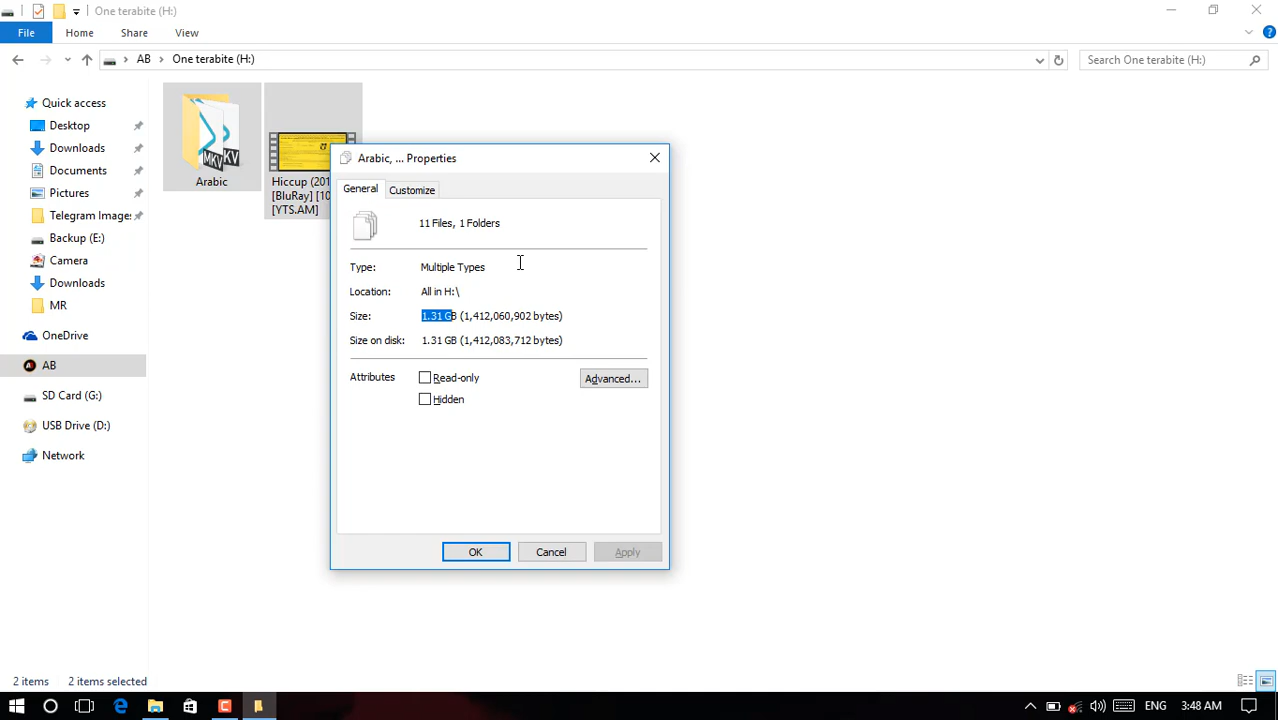 One terabite (H:)
File Home Share View
AB One terabite (H:)
Search One terabite (H:)
Quick access
Desktop
Downloads
Documents
Pictures
Telegram Images
Backup (E:)
Camera
Downloads
MR
OneDrive
AB
SD Card (G:)
USB Drive (D:)
Network
MKV KV
Arabic
Hiccup (201
[BluRay] [10
[YTS.AM]
Arabic, ... Properties
General Customize
11 Files, 1 Folders
Type: Multiple Types
Location: All in H:\
Size: 1.31 GB (1,412,060,902 bytes)
Size on disk: 1.31 GB (1,412,083,712 bytes)
Attributes Read-only Advanced...
Hidden
OK Cancel Apply
2 items 2 items selected
ENG 3:48 AM